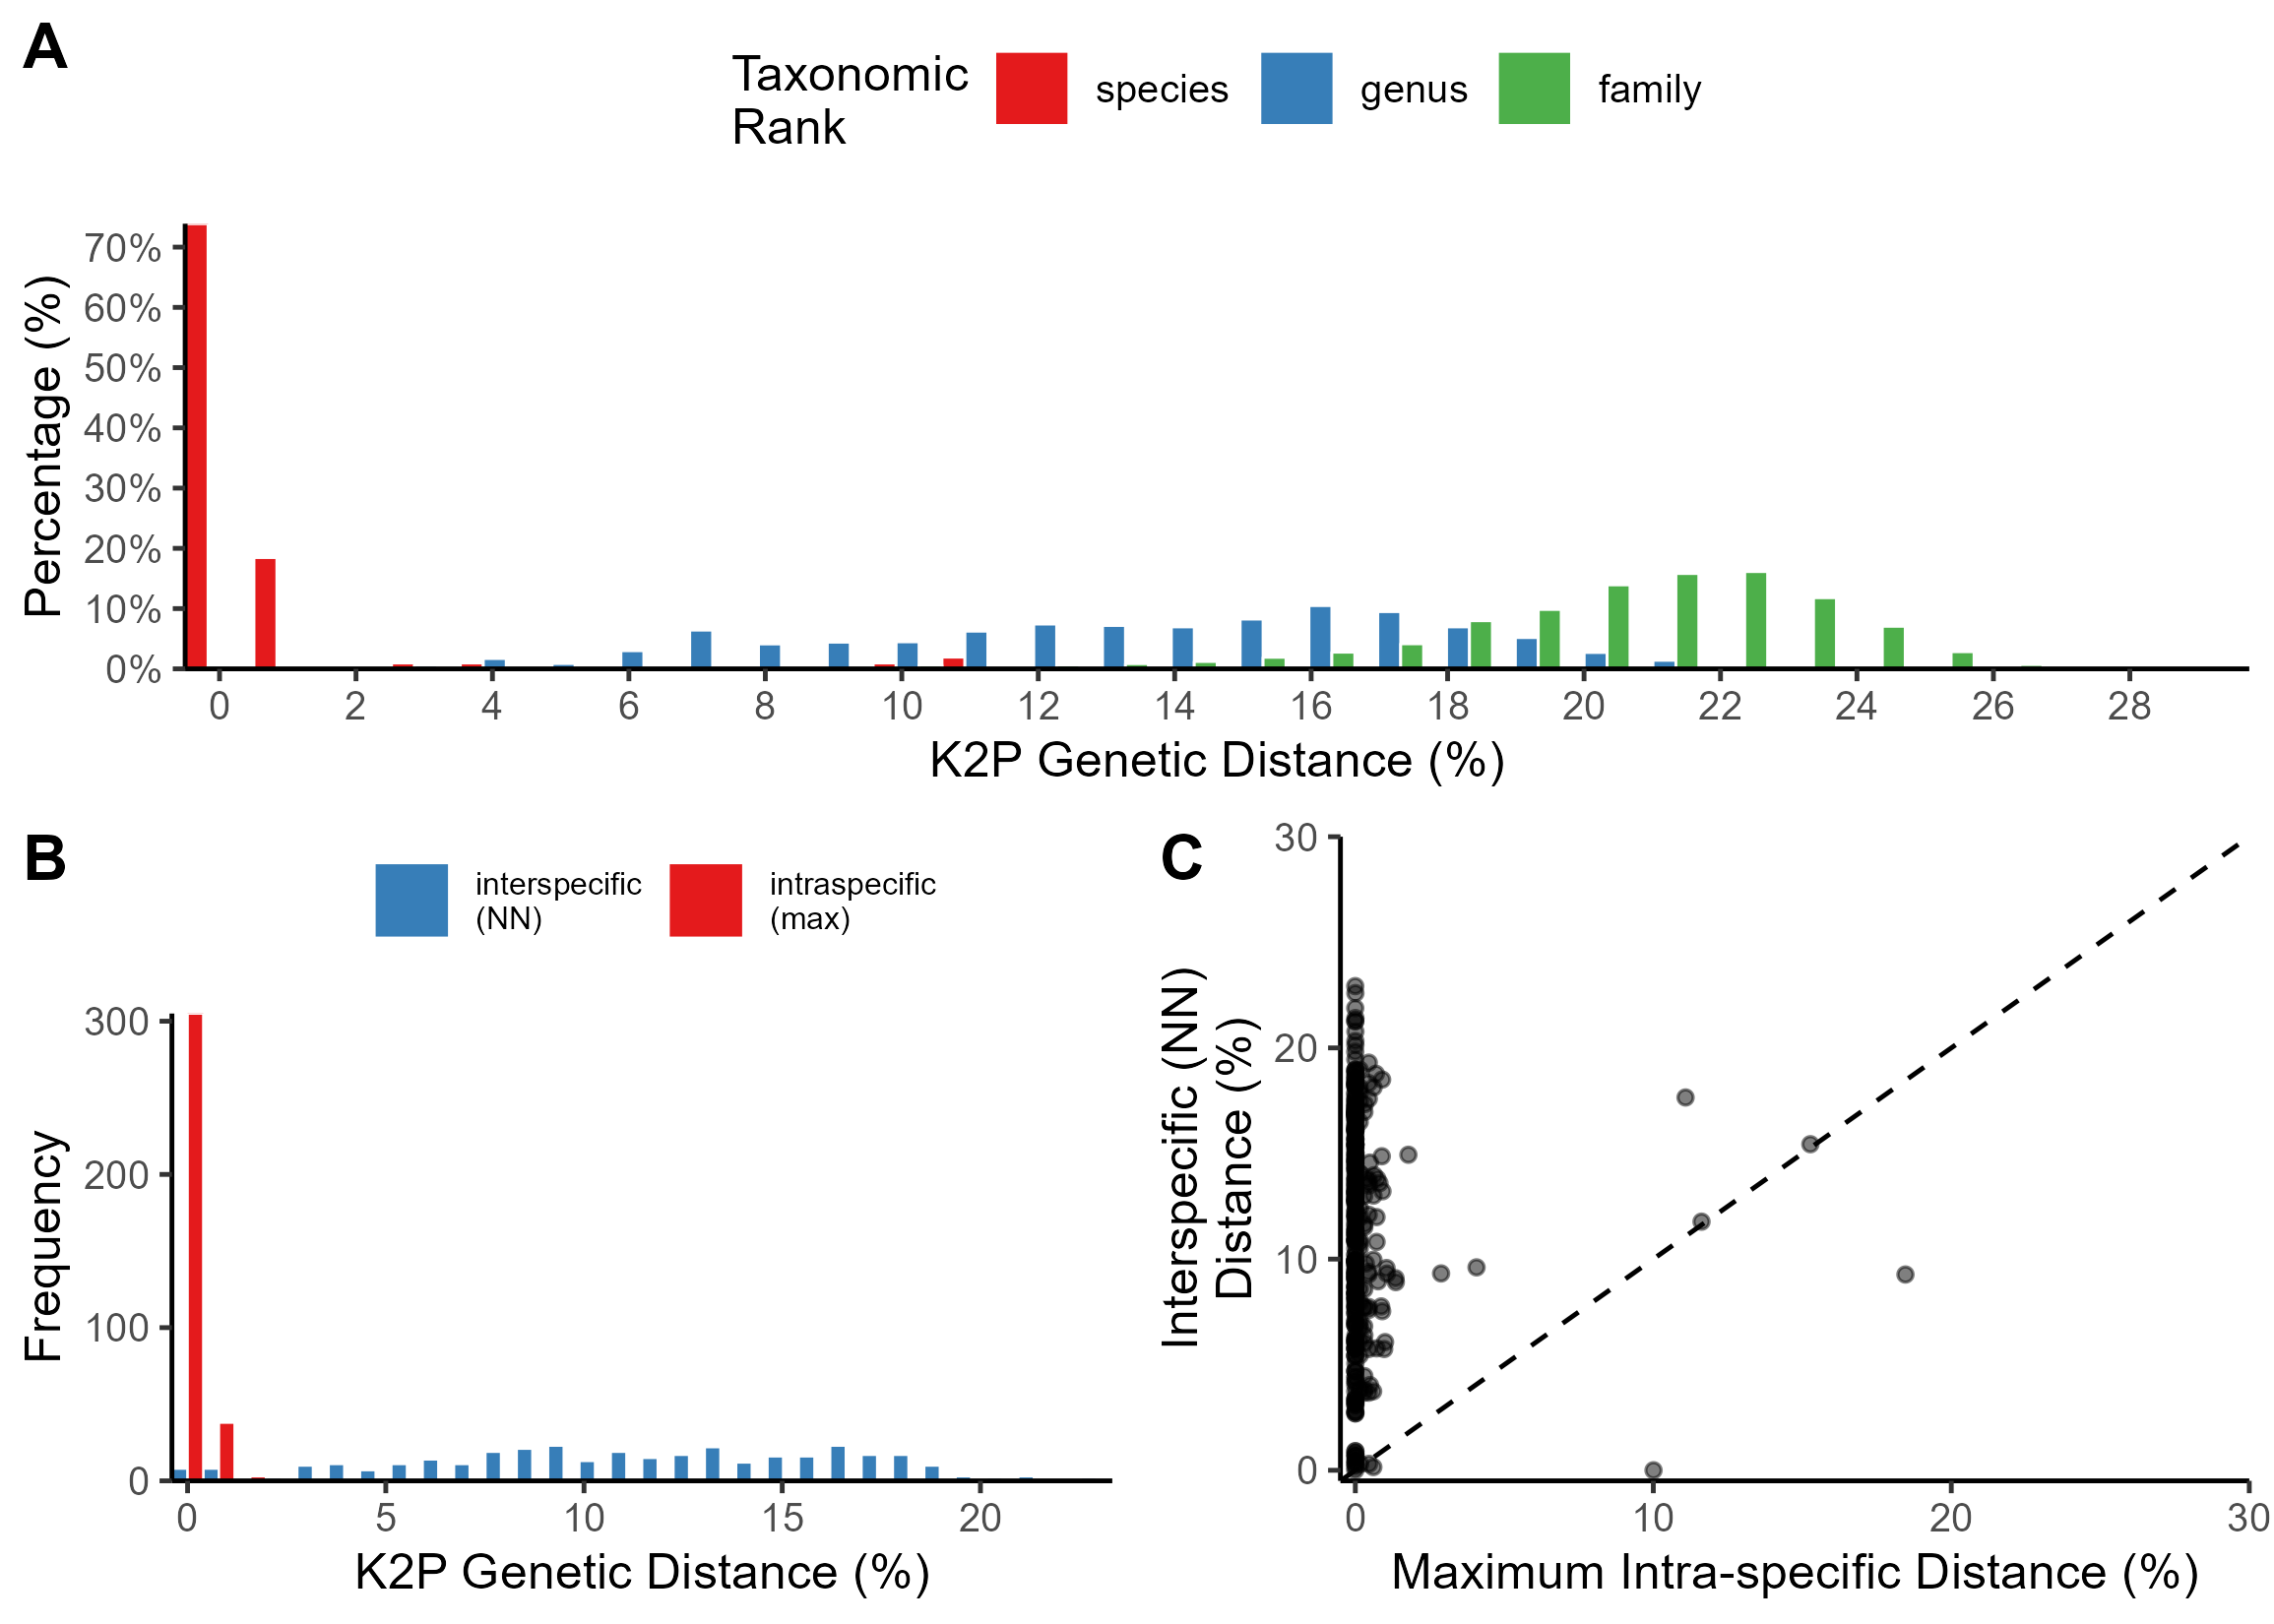 A
Taxonomic
Rank
species
genus
family
Percentage (%)
70%
60%
50%
40%
30%
20%
10%
0%
0 2 4 6 8 10 12 14 16 18 20 22 24 26 28
K2P Genetic Distance (%)
B
interspecific
(NN)
intraspecific
(max)
Frequency
300
200
100
0
0 5 10 15 20
K2P Genetic Distance (%)
C
Interspecific (NN)
Distance (%)
30
20
10
0
0 10 20 30
Maximum Intra-specific Distance (%)